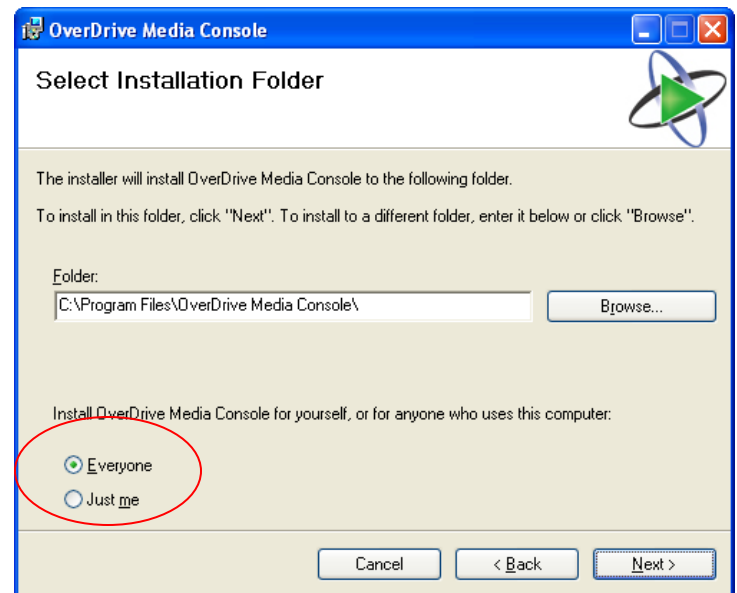 OverDrive Media Console
Select Installation Folder
The installer will install OverDrive Media Console to the following folder.
To install in this folder, click "Next". To install to a different folder, enter it below or click "Browse".
Folder:
C:\Program Files\OverDrive Media Console\
Browse...
Install OverDrive Media Console for yourself, or for anyone who uses this computer:
Everyone
Just me
Cancel
< Back
Next >